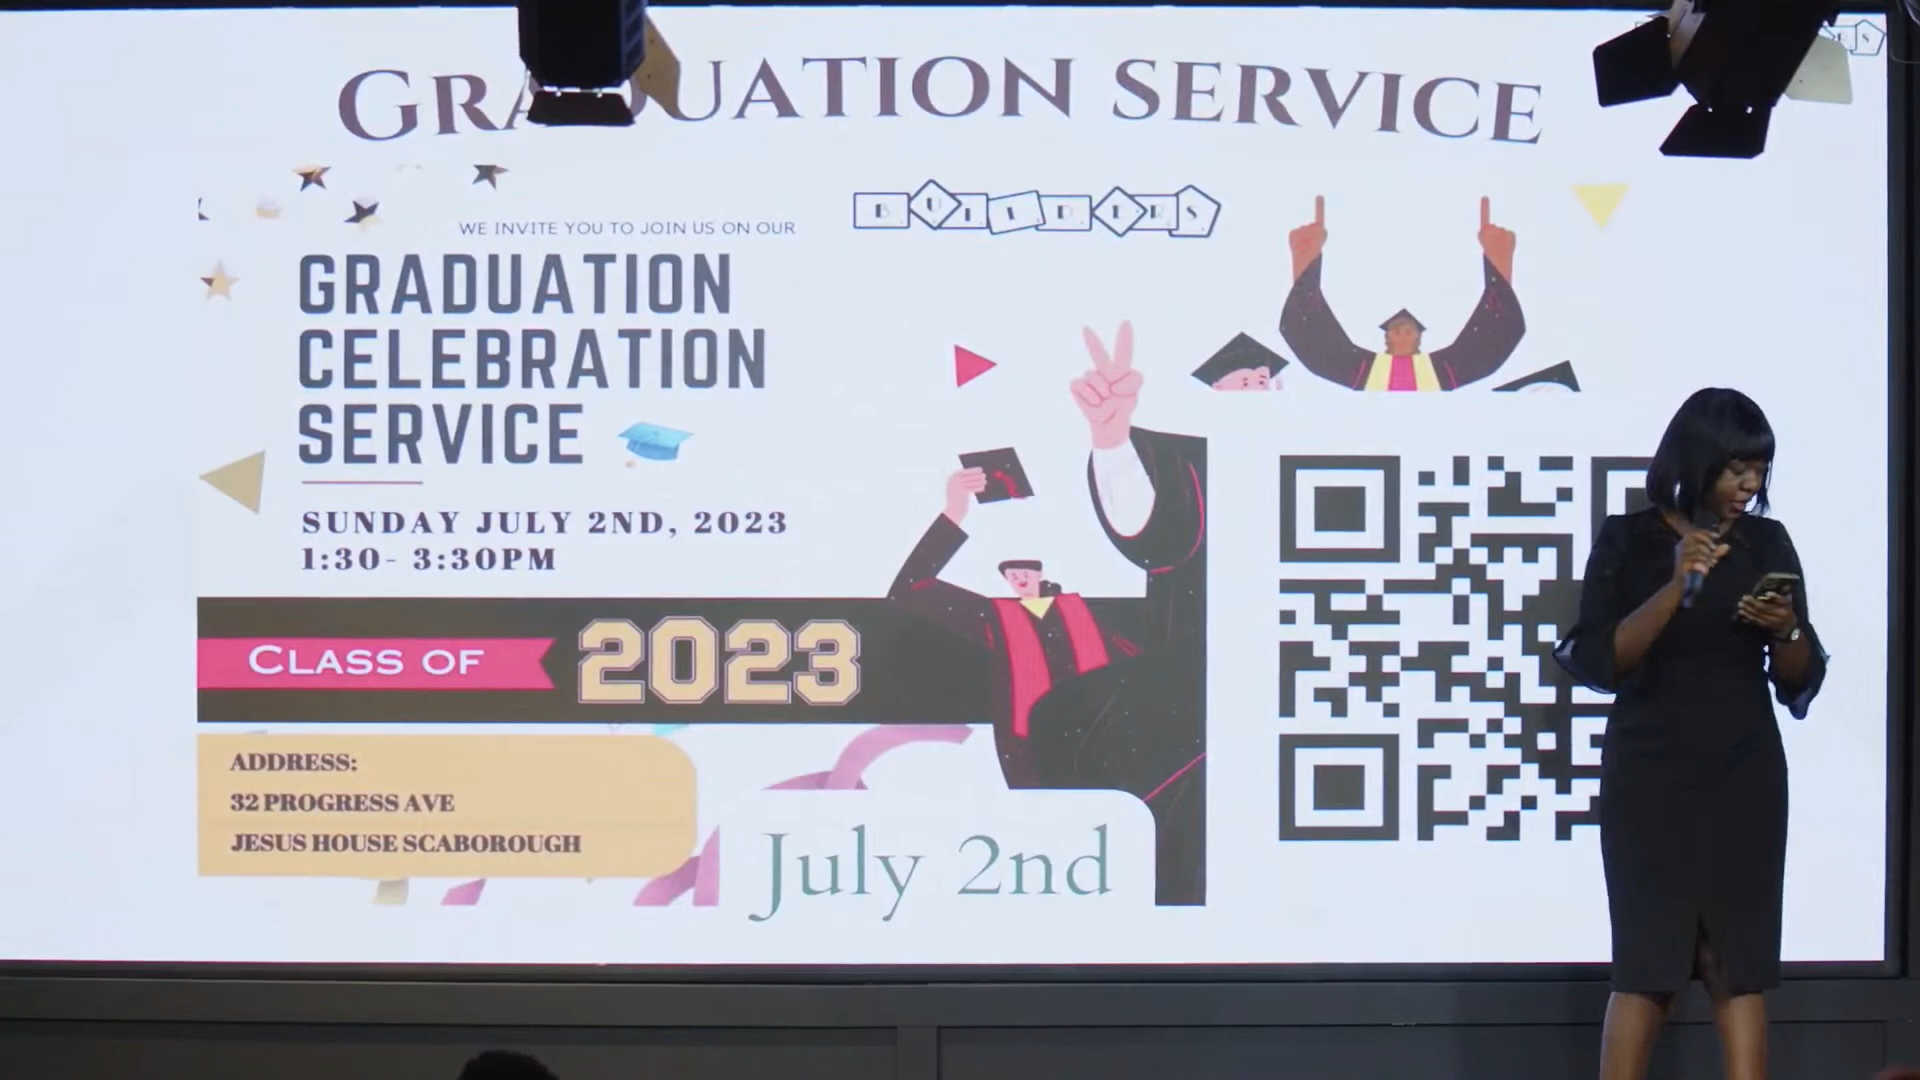 GRADUATION SERVICE
WE INVITE YOU TO JOIN US ON OUR
BUILDERS
GRADUATION
CELEBRATION
SERVICE
SUNDAY JULY 2ND, 2023
1:30- 3:30PM
CLASS OF 2023
ADDRESS:
32 PROGRESS AVE
JESUS HOUSE SCABOROUGH
July 2nd